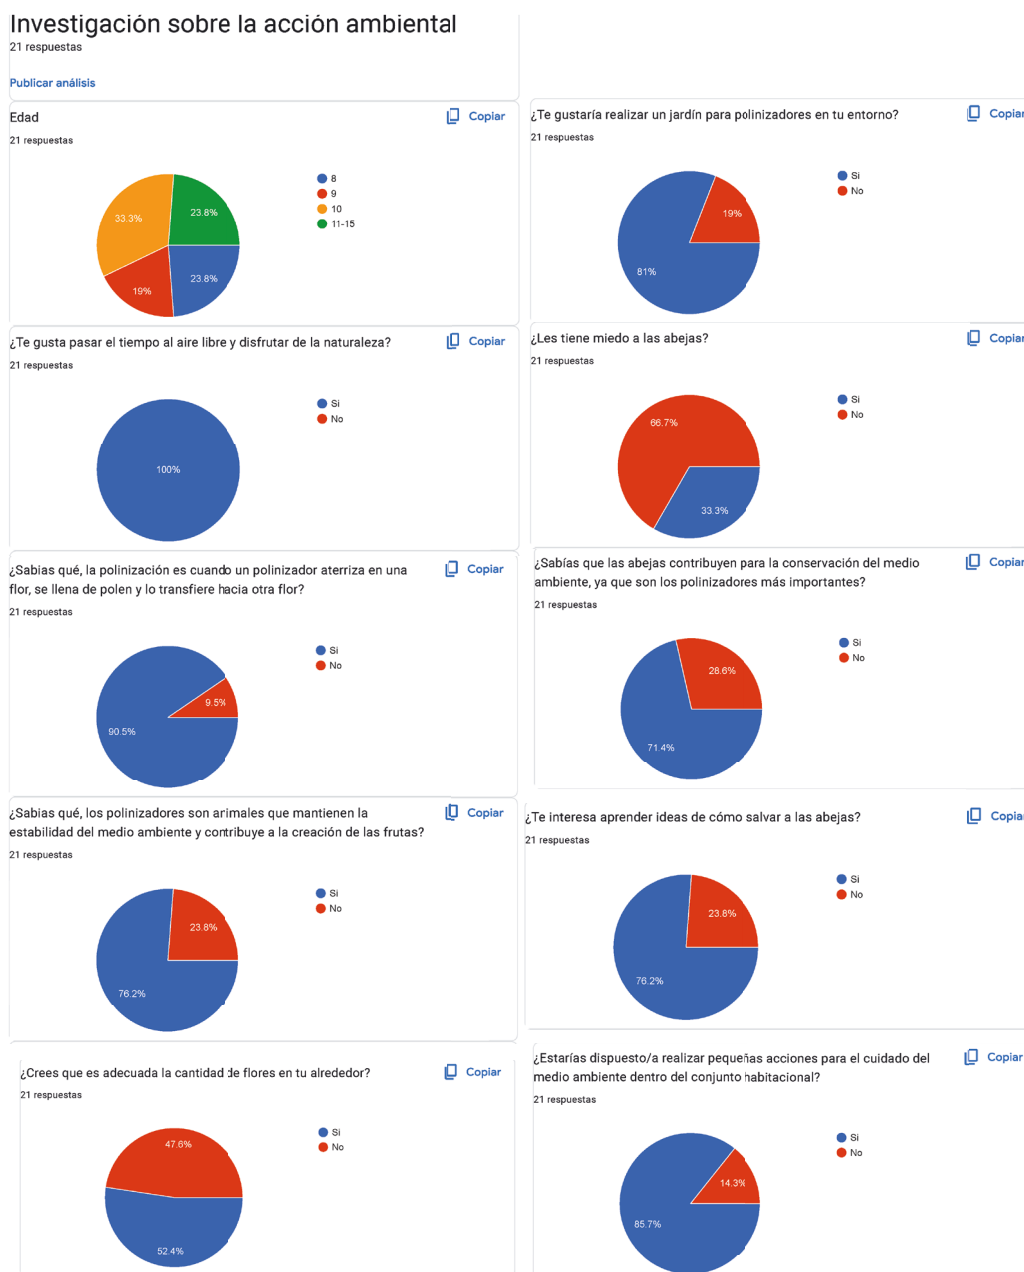 Investigación sobre la acción ambiental
21 respuestas
Publicar análisis
Edad
Copiar
21 respuestas
8
9
10
11-15
33.3%
23.8%
19%
23.8%
¿Te gustaría realizar un jardín para polinizadores en tu entorno?
Copiar
21 respuestas
Si
No
19%
81%
¿Te gusta pasar el tiempo al aire libre y disfrutar de la naturaleza?
Copiar
21 respuestas
Si
No
100%
¿Les tiene miedo a las abejas?
Copiar
21 respuestas
Si
No
66.7%
33.3%
¿Sabias qué, la polinización es cuando un polinizador aterriza en una
flor, se llena de polen y lo transfiere hacia otra flor?
Copiar
21 respuestas
Si
No
9.5%
90.5%
¿Sabías que las abejas contribuyen para la conservación del medio
ambiente, ya que son los polinizadores más importantes?
Copiar
21 respuestas
Si
No
28.6%
71.4%
¿Sabias qué, los polinizadores son animales que mantienen la
estabilidad del medio ambiente y contribuye a la creación de las frutas?
Copiar
21 respuestas
Si
No
23.8%
76.2%
¿Te interesa aprender ideas de cómo salvar a las abejas?
Copiar
21 respuestas
Si
No
23.8%
76.2%
¿Crees que es adecuada la cantidad de flores en tu alrededor?
Copiar
21 respuestas
Si
No
47.6%
52.4%
¿Estarías dispuesto/a realizar pequeñas acciones para el cuidado del
medio ambiente dentro del conjunto habitacional?
Copiar
21 respuestas
Si
No
14.3%
85.7%